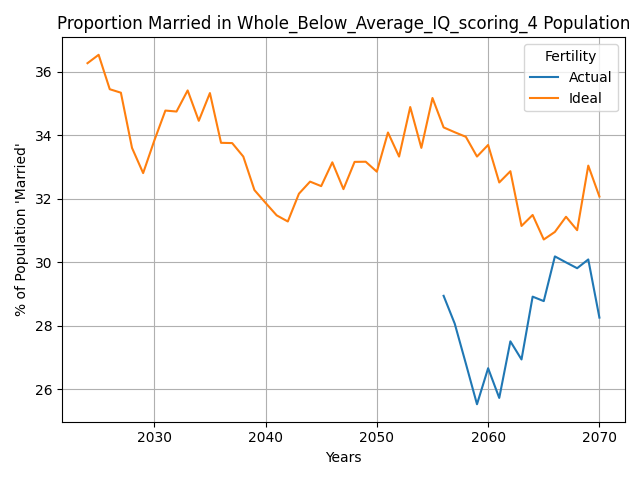 Proportion Married in Whole_Below_Average_IQ_scoring_4 Population
Fertility
Actual
Ideal
% of Population 'Married'
36
34
32
30
28
26
2030
2040
2050
2060
2070
Years